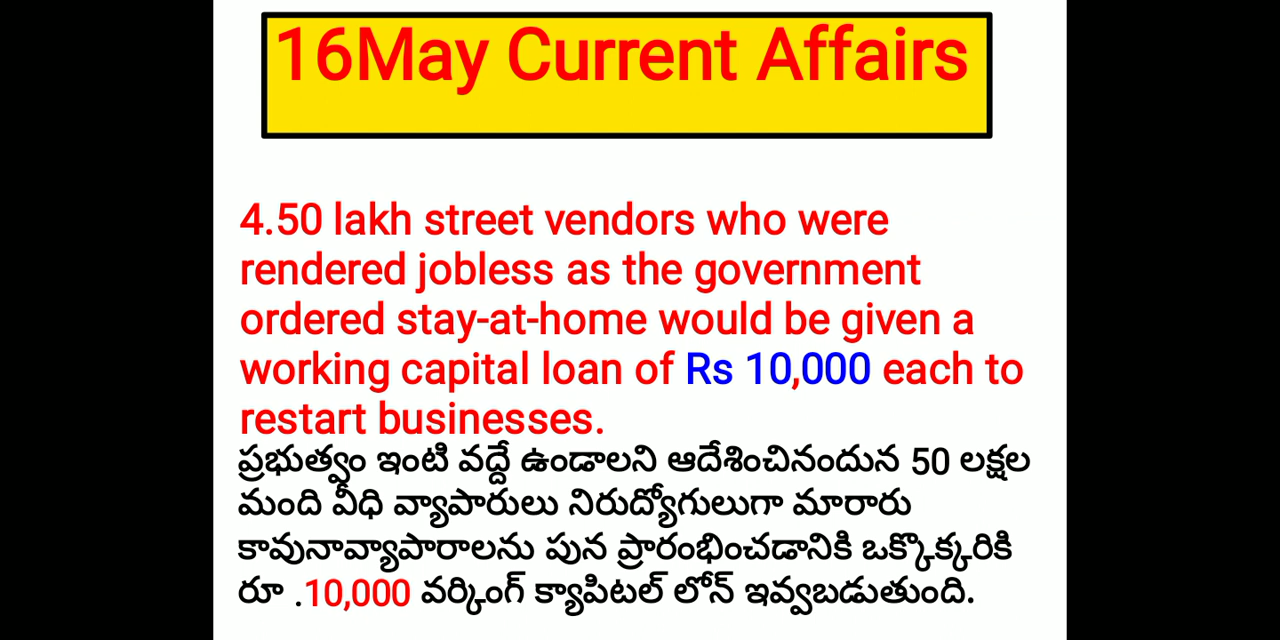 16May Current Affairs
4.50 lakh street vendors who were
rendered jobless as the government
ordered stay-at-home would be given a
working capital loan of Rs 10,000 each to
restart businesses.
ప్రభుత్వం ఇంటి వద్దే ఉండాలని ఆదేశించినందున 50 లక్షల
మంది వీధి వ్యాపారులు నిరుద్యోగులుగా మారారు
కావునావ్యాపారాలను పున ప్రారంభించడానికి ఒక్కొక్కరికి
రూ .10,000 వర్కింగ్ క్యాపిటల్ లోన్ ఇవ్వబడుతుంది.